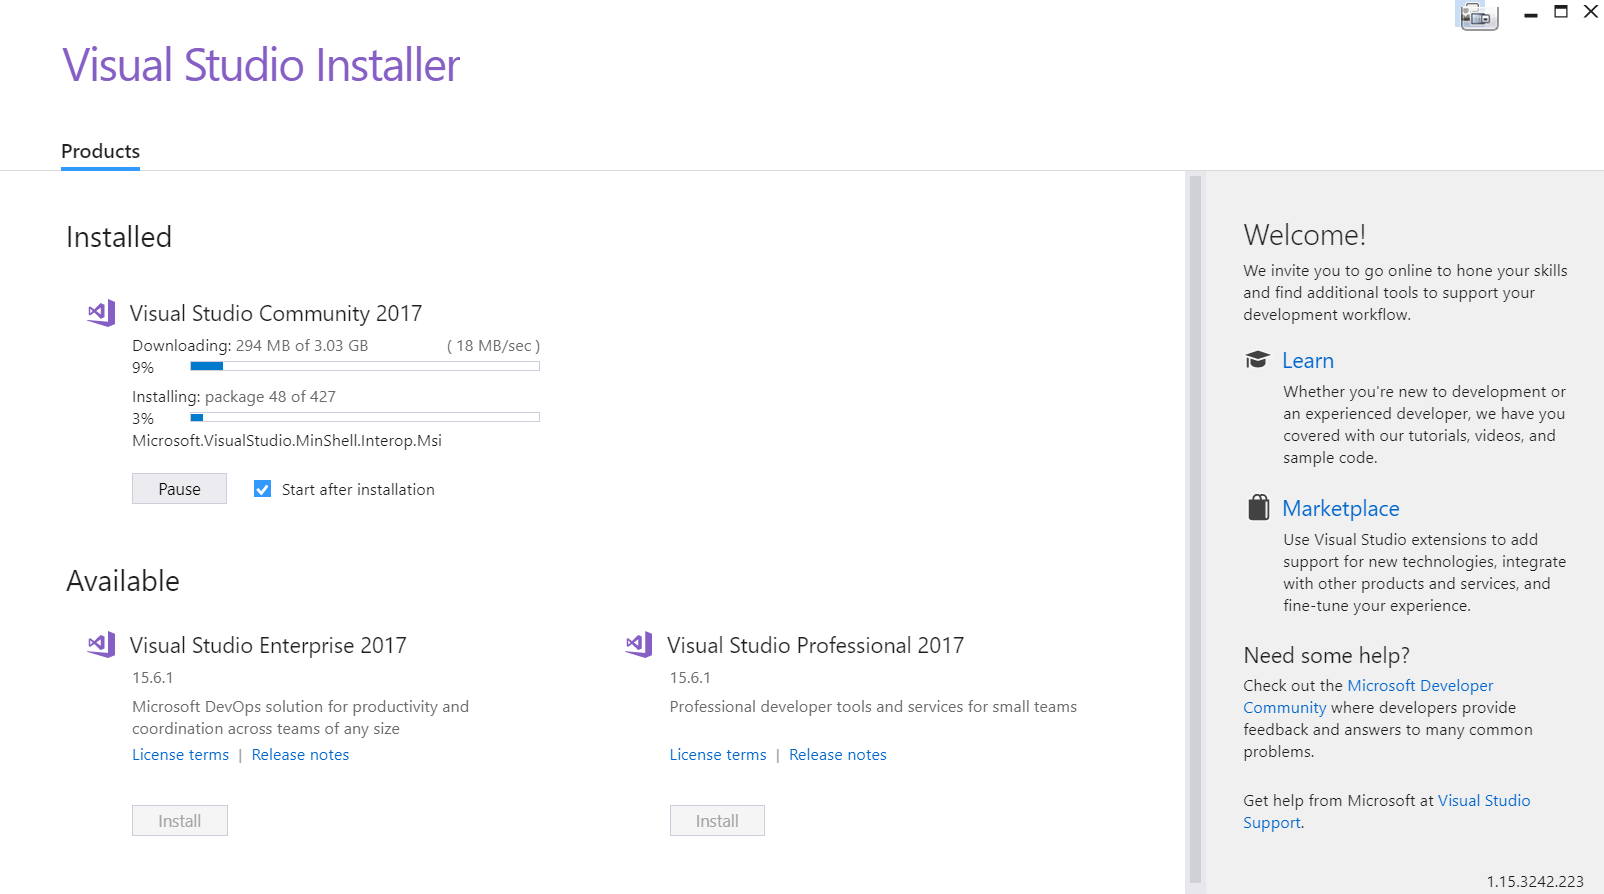 Visual Studio Installer
Products
Installed
Visual Studio Community 2017
Downloading: 294 MB of 3.03 GB ( 18 MB/sec )
9%
Installing: package 48 of 427
3%
Microsoft.VisualStudio.MinShell.Interop.Msi
Pause Start after installation
Available
Visual Studio Enterprise 2017
15.6.1
Microsoft DevOps solution for productivity and
coordination across teams of any size
License terms | Release notes
Install
Visual Studio Professional 2017
15.6.1
Professional developer tools and services for small teams
License terms | Release notes
Install
Welcome!
We invite you to go online to hone your skills
and find additional tools to support your
development workflow.
Learn
Whether you're new to development or
an experienced developer, we have you
covered with our tutorials, videos, and
sample code.
Marketplace
Use Visual Studio extensions to add
support for new technologies, integrate
with other products and services, and
fine-tune your experience.
Need some help?
Check out the Microsoft Developer
Community where developers provide
feedback and answers to many common
problems.
Get help from Microsoft at Visual Studio
Support.
1.15.3242.223